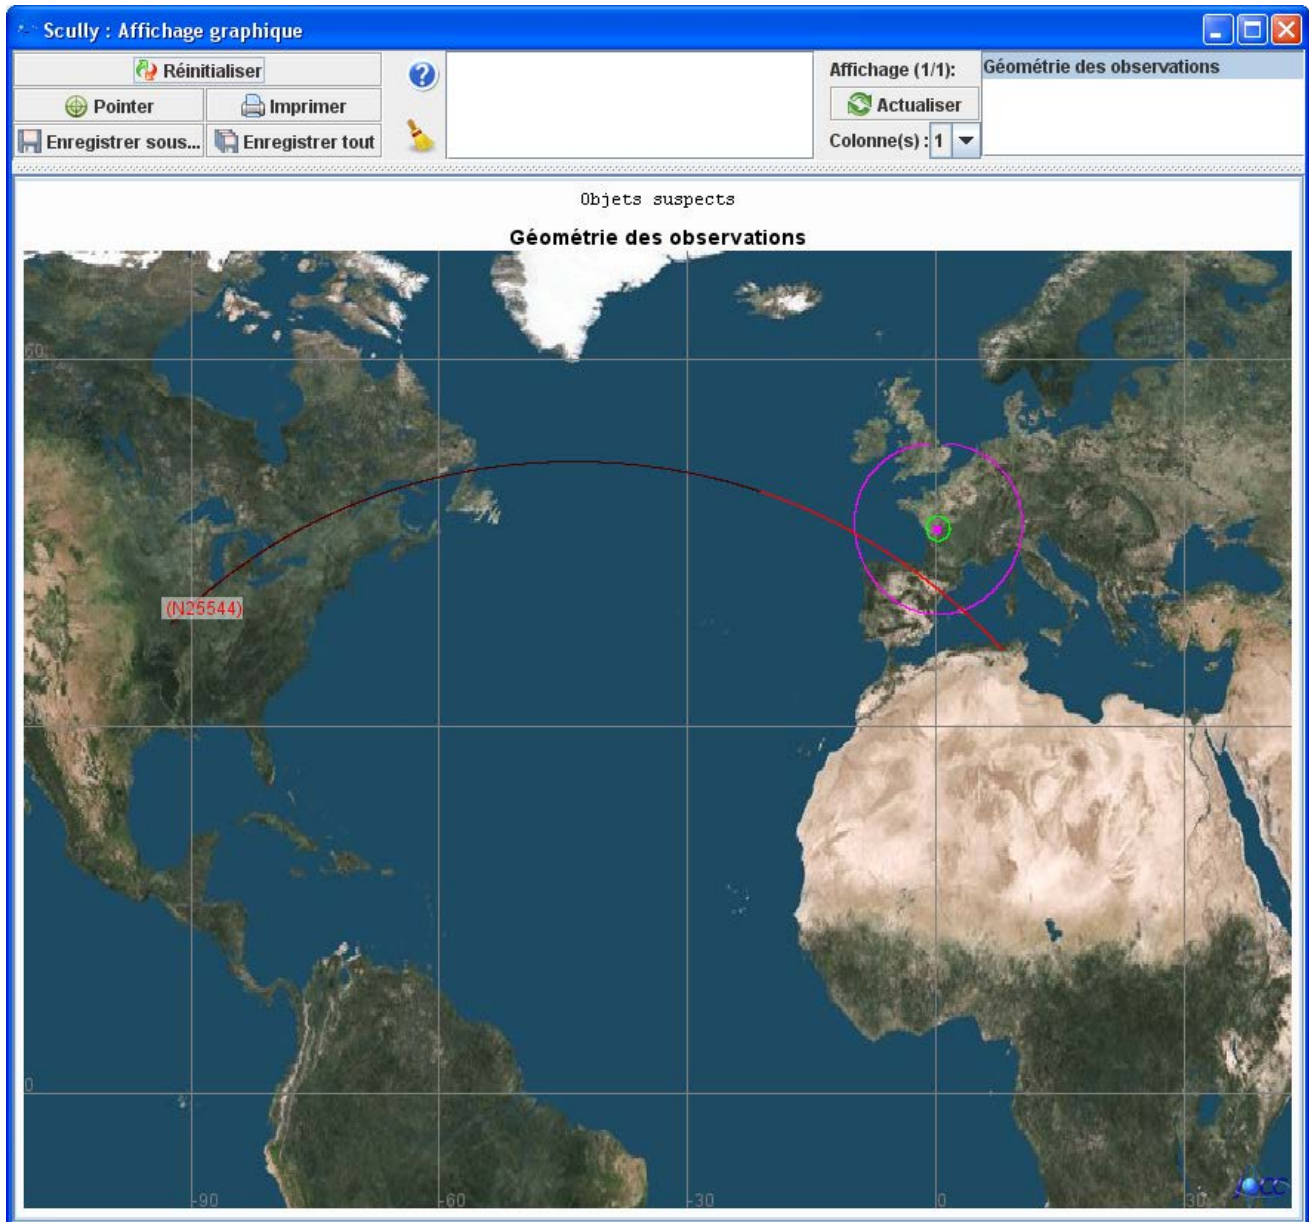 Scully : Affichage graphique
Réinitialiser
Pointer
Imprimer
Enregistrer sous...
Enregistrer tout
?
Affichage (1/1):
Actualiser
Colonne(s) : 1
Géométrie des observations
Objets suspects
Géométrie des observations
60
(N25544)
30
0
-90
-60
-30
0
30